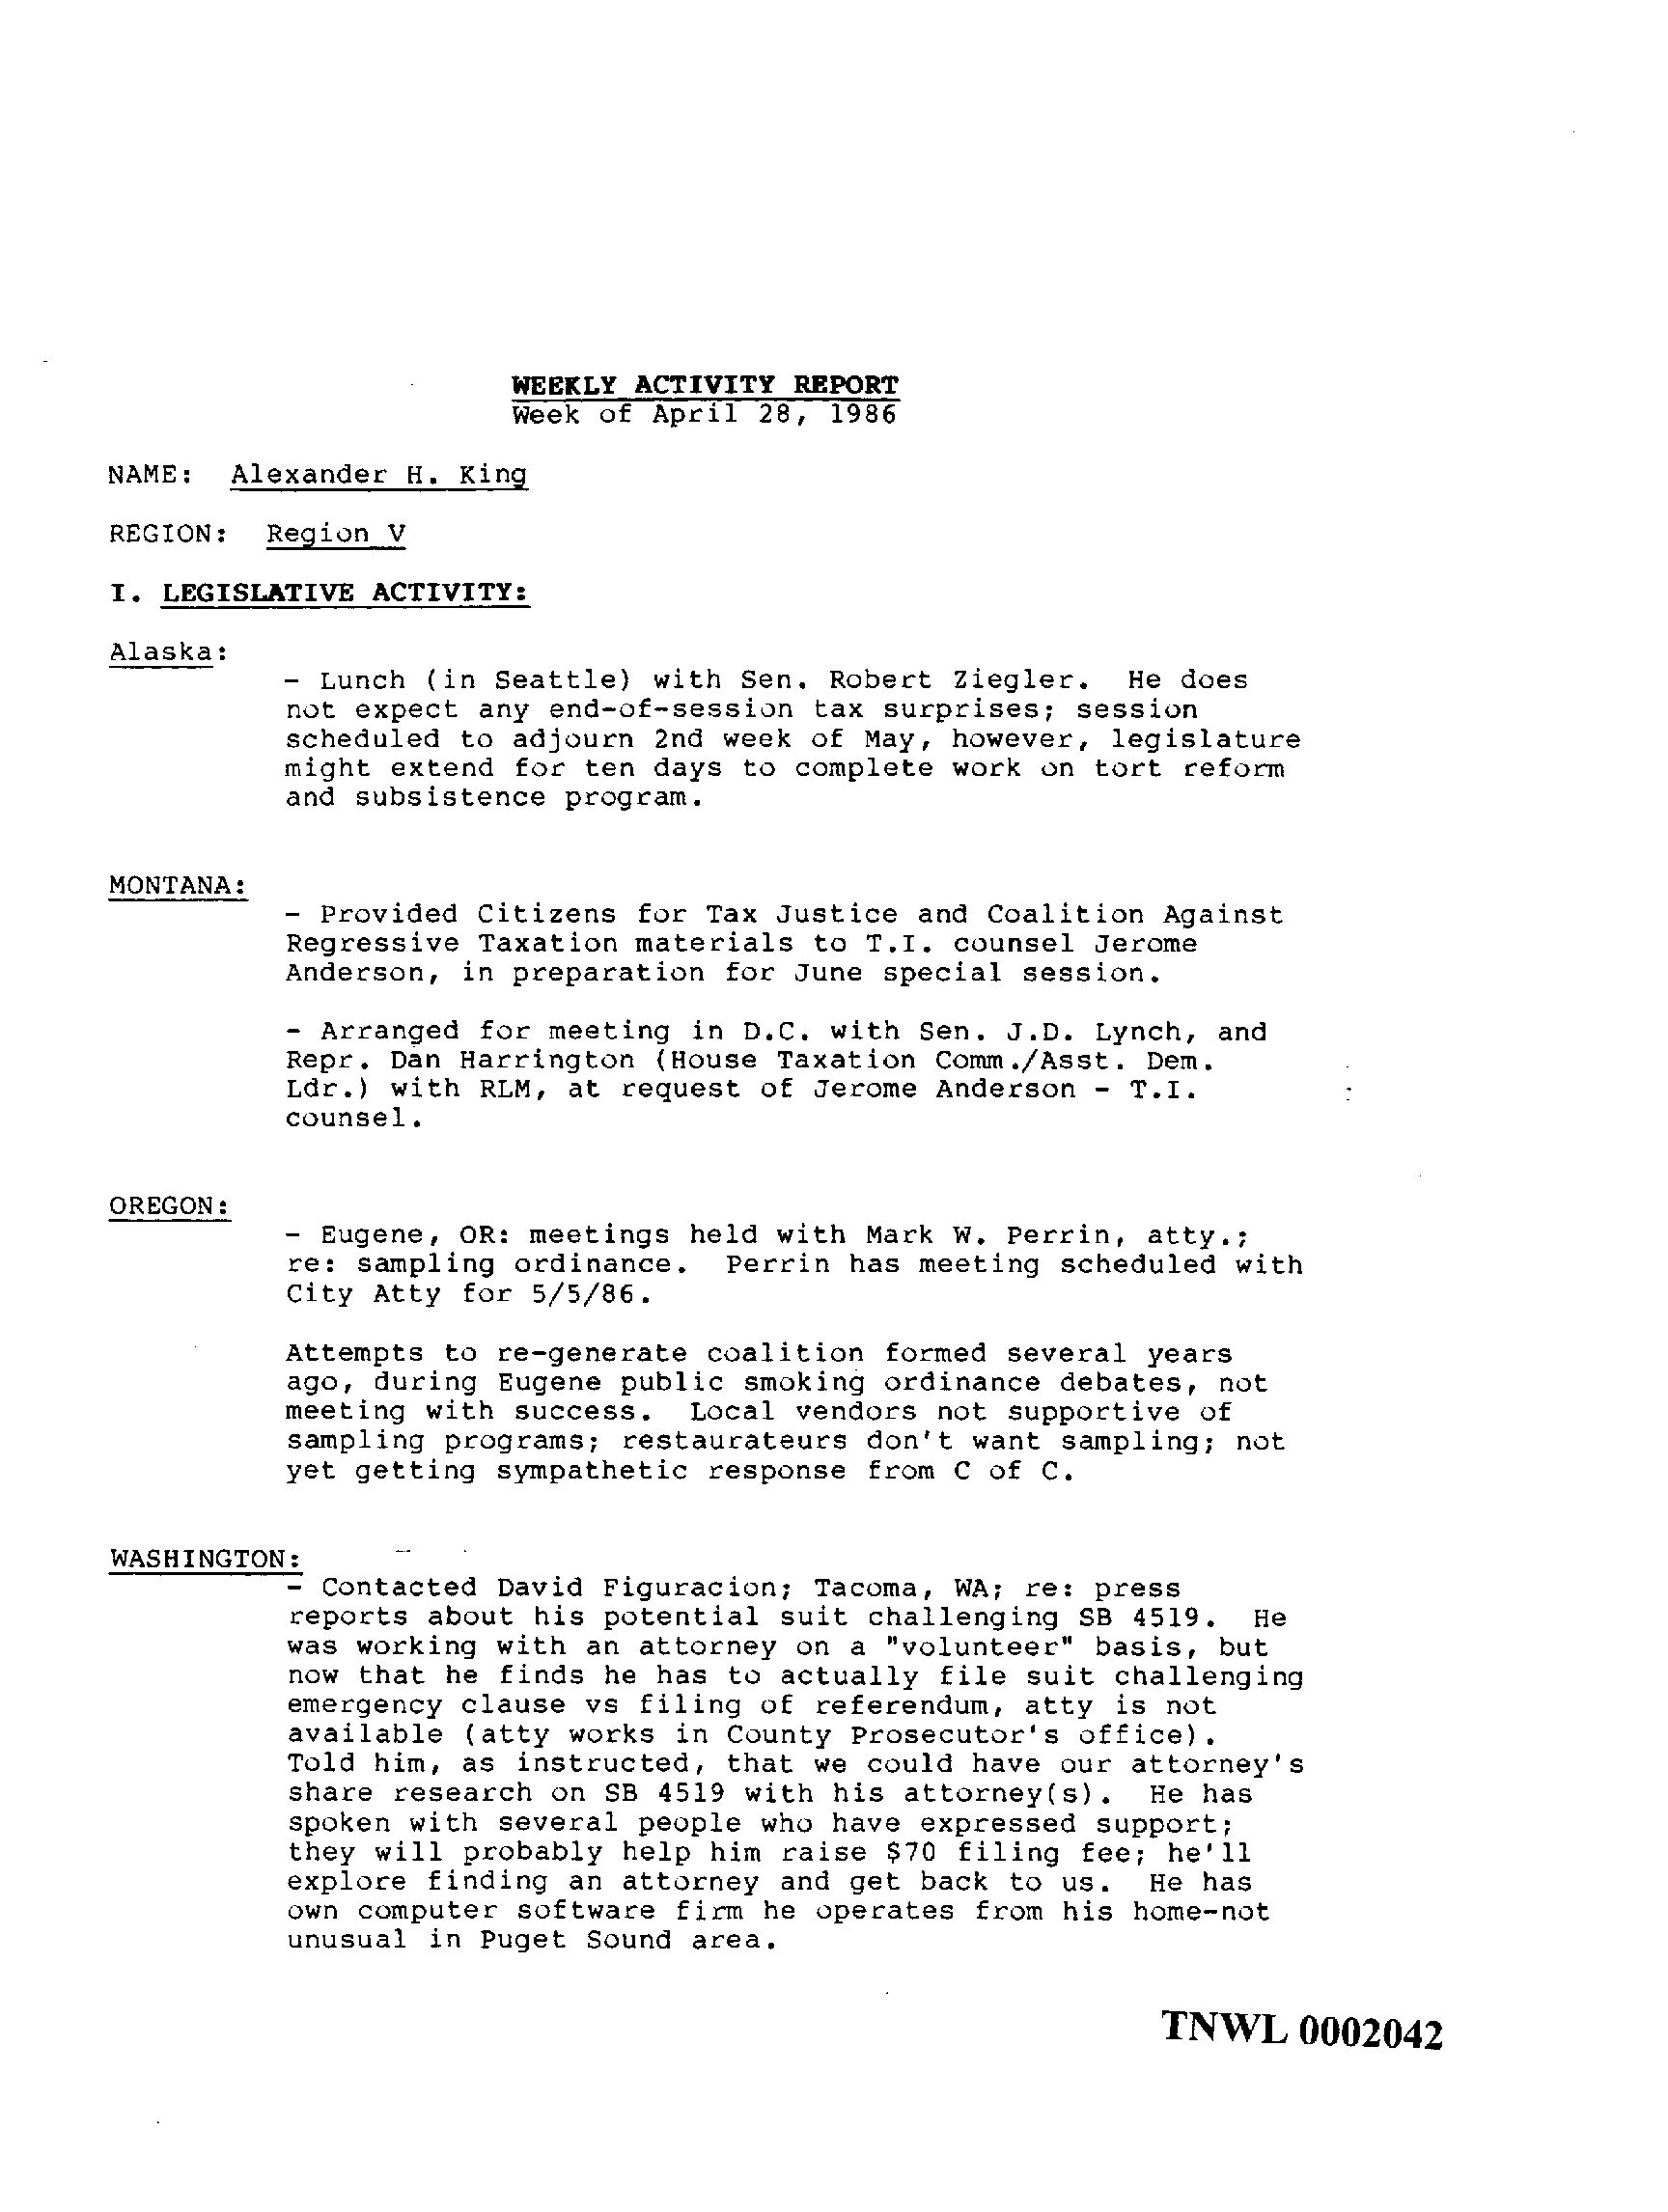 WEEKLY ACTIVITY REPORT
Week of April 28, 1986
NAME: Alexander H. King
REGION: Region V
I. LEGISLATIVE ACTIVITY:
Alaska:
- Lunch (in Seattle) with Sen. Robert Ziegler. He does
not expect any end-of-session tax surprises; session
scheduled to adjourn 2nd week of May, however, legislature
might extend for ten days to complete work on tort reform
and subsistence program.
MONTANA:
- Provided Citizens for Tax Justice and Coalition Against
Regressive Taxation materials to T.I. counsel Jerome
Anderson, in preparation for June special session.
- Arranged for meeting in D.C. with Sen. J.D. Lynch, and
Repr. Dan Harrington (House Taxation Comm./Asst. Dem.
Ldr.) with RLM, at request of Jerome Anderson - T.I.
counsel.
OREGON:
- Eugene, OR: meetings held with Mark W. Perrin, atty.;
re: sampling ordinance. Perrin has meeting scheduled with
City Atty for 5/5/86.
Attempts to re-generate coalition formed several years
ago, during Eugene public smoking ordinance debates, not
meeting with success. Local vendors not supportive of
sampling programs; restaurateurs don't want sampling; not
yet getting sympathetic response from C of C.
WASHINGTON:
- Contacted David Figuracion; Tacoma, WA; re: press
reports about his potential suit challenging SB 4519. He
was working with an attorney on a "volunteer" basis, but
now that he finds he has to actually file suit challenging
emergency clause vs filing of referendum, atty is not
available (atty works in County Prosecutor's office).
Told him, as instructed, that we could have our attorney's
share research on SB 4519 with his attorney(s). He has
spoken with several people who have expressed support;
they will probably help him raise $70 filing fee; he'll
explore finding an attorney and get back to us. He has
own computer software firm he operates from his home-not
unusual in Puget Sound area.
TNWL 0002042